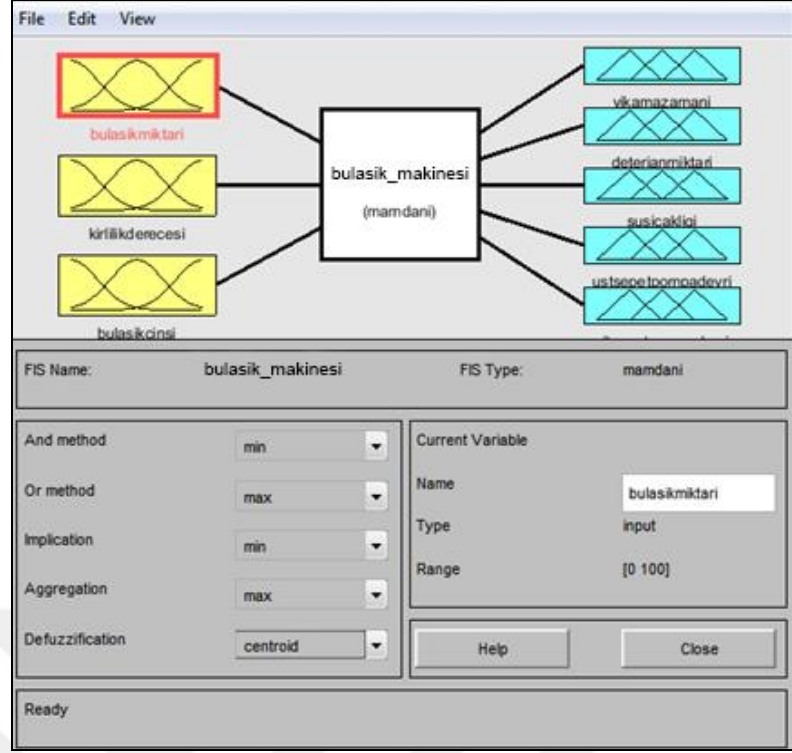 File Edit View
bulasikmiktari
kirlilikderecesi
bulasikcinsi
bulasik_makinesi
(mamdani)
yikamazamani
deterjanmiktari
susicakligi
ustsepetpompadevri
FIS Name: bulasik_makinesi FIS Type: mamdani
And method min
Or method max
Implication min
Aggregation max
Defuzzification centroid
Current Variable
Name bulasikmiktari
Type input
Range [0 100]
Help Close
Ready